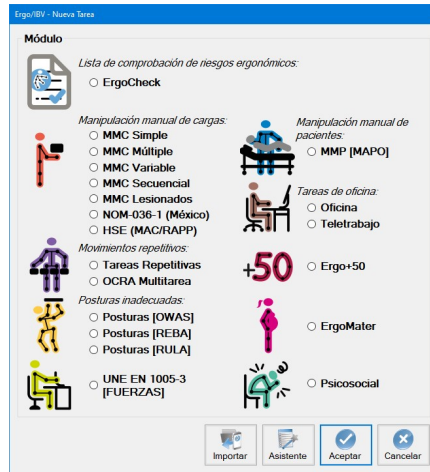 Ergo/IBV - Nueva Tarea
Módulo
Lista de comprobación de riesgos ergonómicos:
ErgoCheck
Manipulación manual de cargas:
MMC Simple
MMC Múltiple
MMC Variable
MMC Secuencial
MMC Lesionados
NOM-036-1 (México)
HSE (MAC/RAPP)
Manipulación manual de
pacientes:
MMP [MAPO]
Tareas de oficina:
Oficina
Teletrabajo
Movimientos repetitivos:
Tareas Repetitivas
OCRA Multitarea
+50
Ergo+50
Posturas inadecuadas:
Posturas [OWAS]
Posturas [REBA]
Posturas [RULA]
ErgoMater
UNE EN 1005-3
[FUERZAS]
Psicosocial
Importar
Asistente
Aceptar
Cancelar